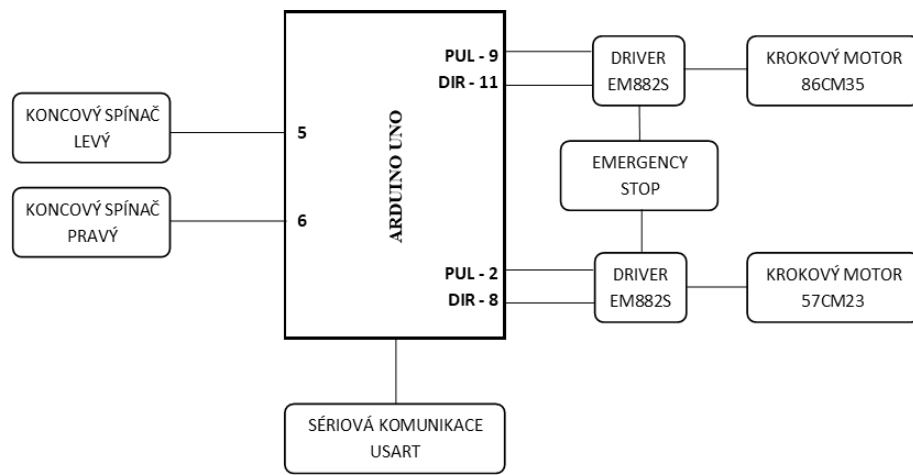 PUL - 9
DIR - 11
DRIVER
EM882S
KROKOVÝ MOTOR
86CM35
KONCOVÝ SPÍNAČ
LEVÝ
5
ARDUINO UNO
EMERGENCY
STOP
KONCOVÝ SPÍNAČ
PRAVÝ
6
PUL - 2
DIR - 8
DRIVER
EM882S
KROKOVÝ MOTOR
57CM23
SÉRIOVÁ KOMUNIKACE
USART